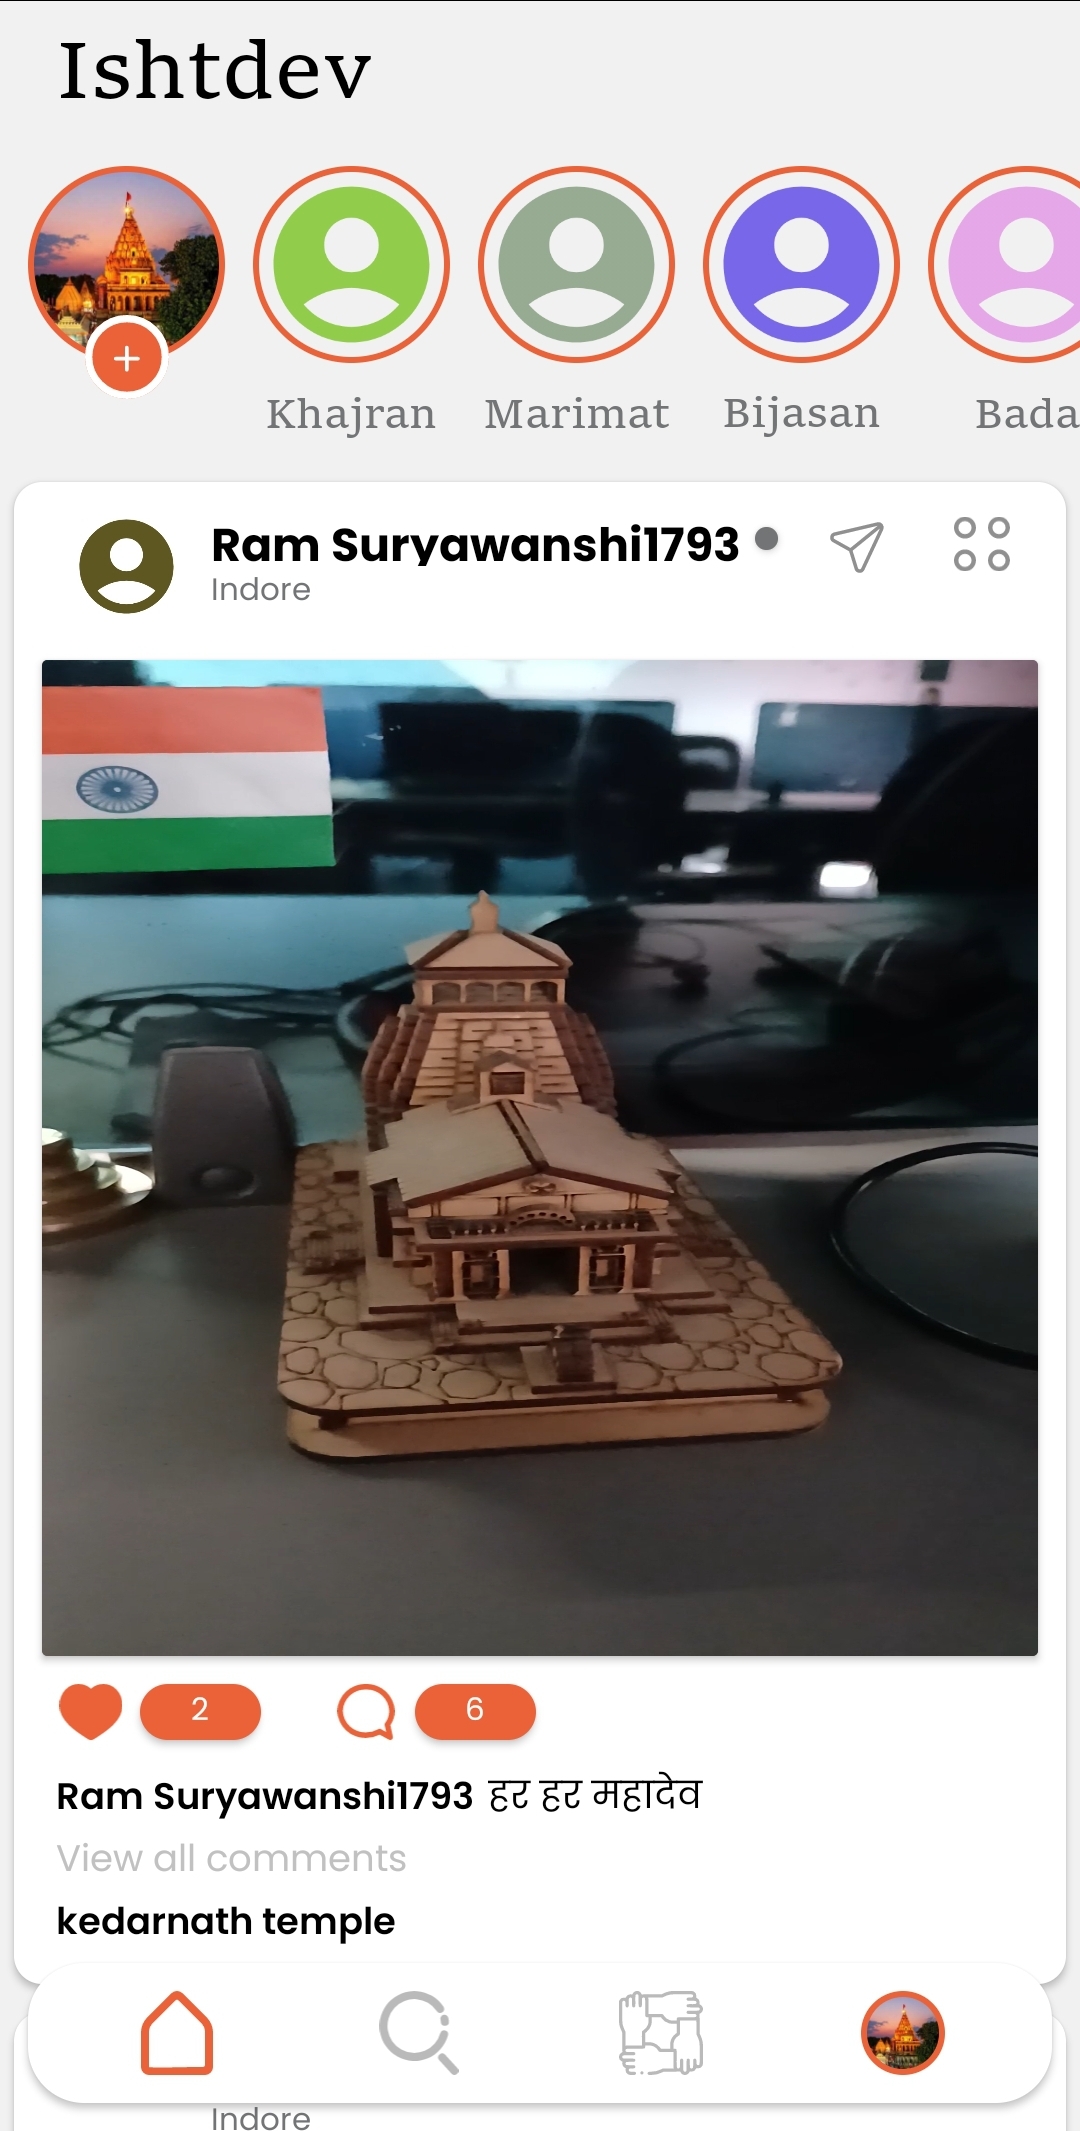 Ishtdev
Khajran Marimat Bijasan Bada
Ram Suryawanshi1793
Indore
2 6
Ram Suryawanshi1793 हर हर महादेव
View all comments
kedarnath temple
Indore